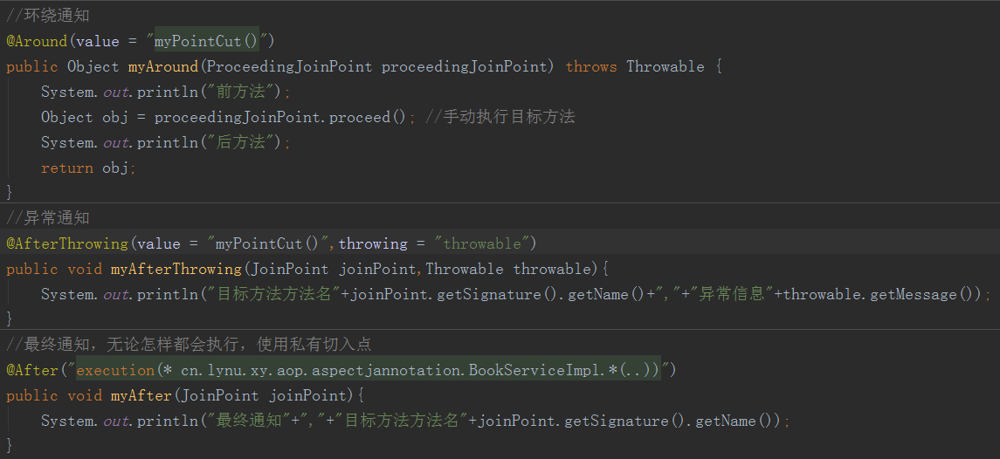 //环绕通知
@Around(value = "myPointCut()")
public Object myAround(ProceedingJoinPoint proceedingJoinPoint) throws Throwable {
    System.out.println("前方法");
    Object obj = proceedingJoinPoint.proceed(); //手动执行目标方法
    System.out.println("后方法");
    return obj;
}
//异常通知
@AfterThrowing(value = "myPointCut()",throwing = "throwable")
public void myAfterThrowing(JoinPoint joinPoint,Throwable throwable){
    System.out.println("目标方法方法名"+joinPoint.getSignature().getName()+","+"异常信息"+throwable.getMessage());
}
//最终通知，无论怎样都会执行，使用私有切入点
@After("execution(* cn.lynu.xy.aop.aspectjannotation.BookServiceImpl.*(..))")
public void myAfter(JoinPoint joinPoint){
    System.out.println("最终通知"+","+"目标方法方法名"+joinPoint.getSignature().getName());
}